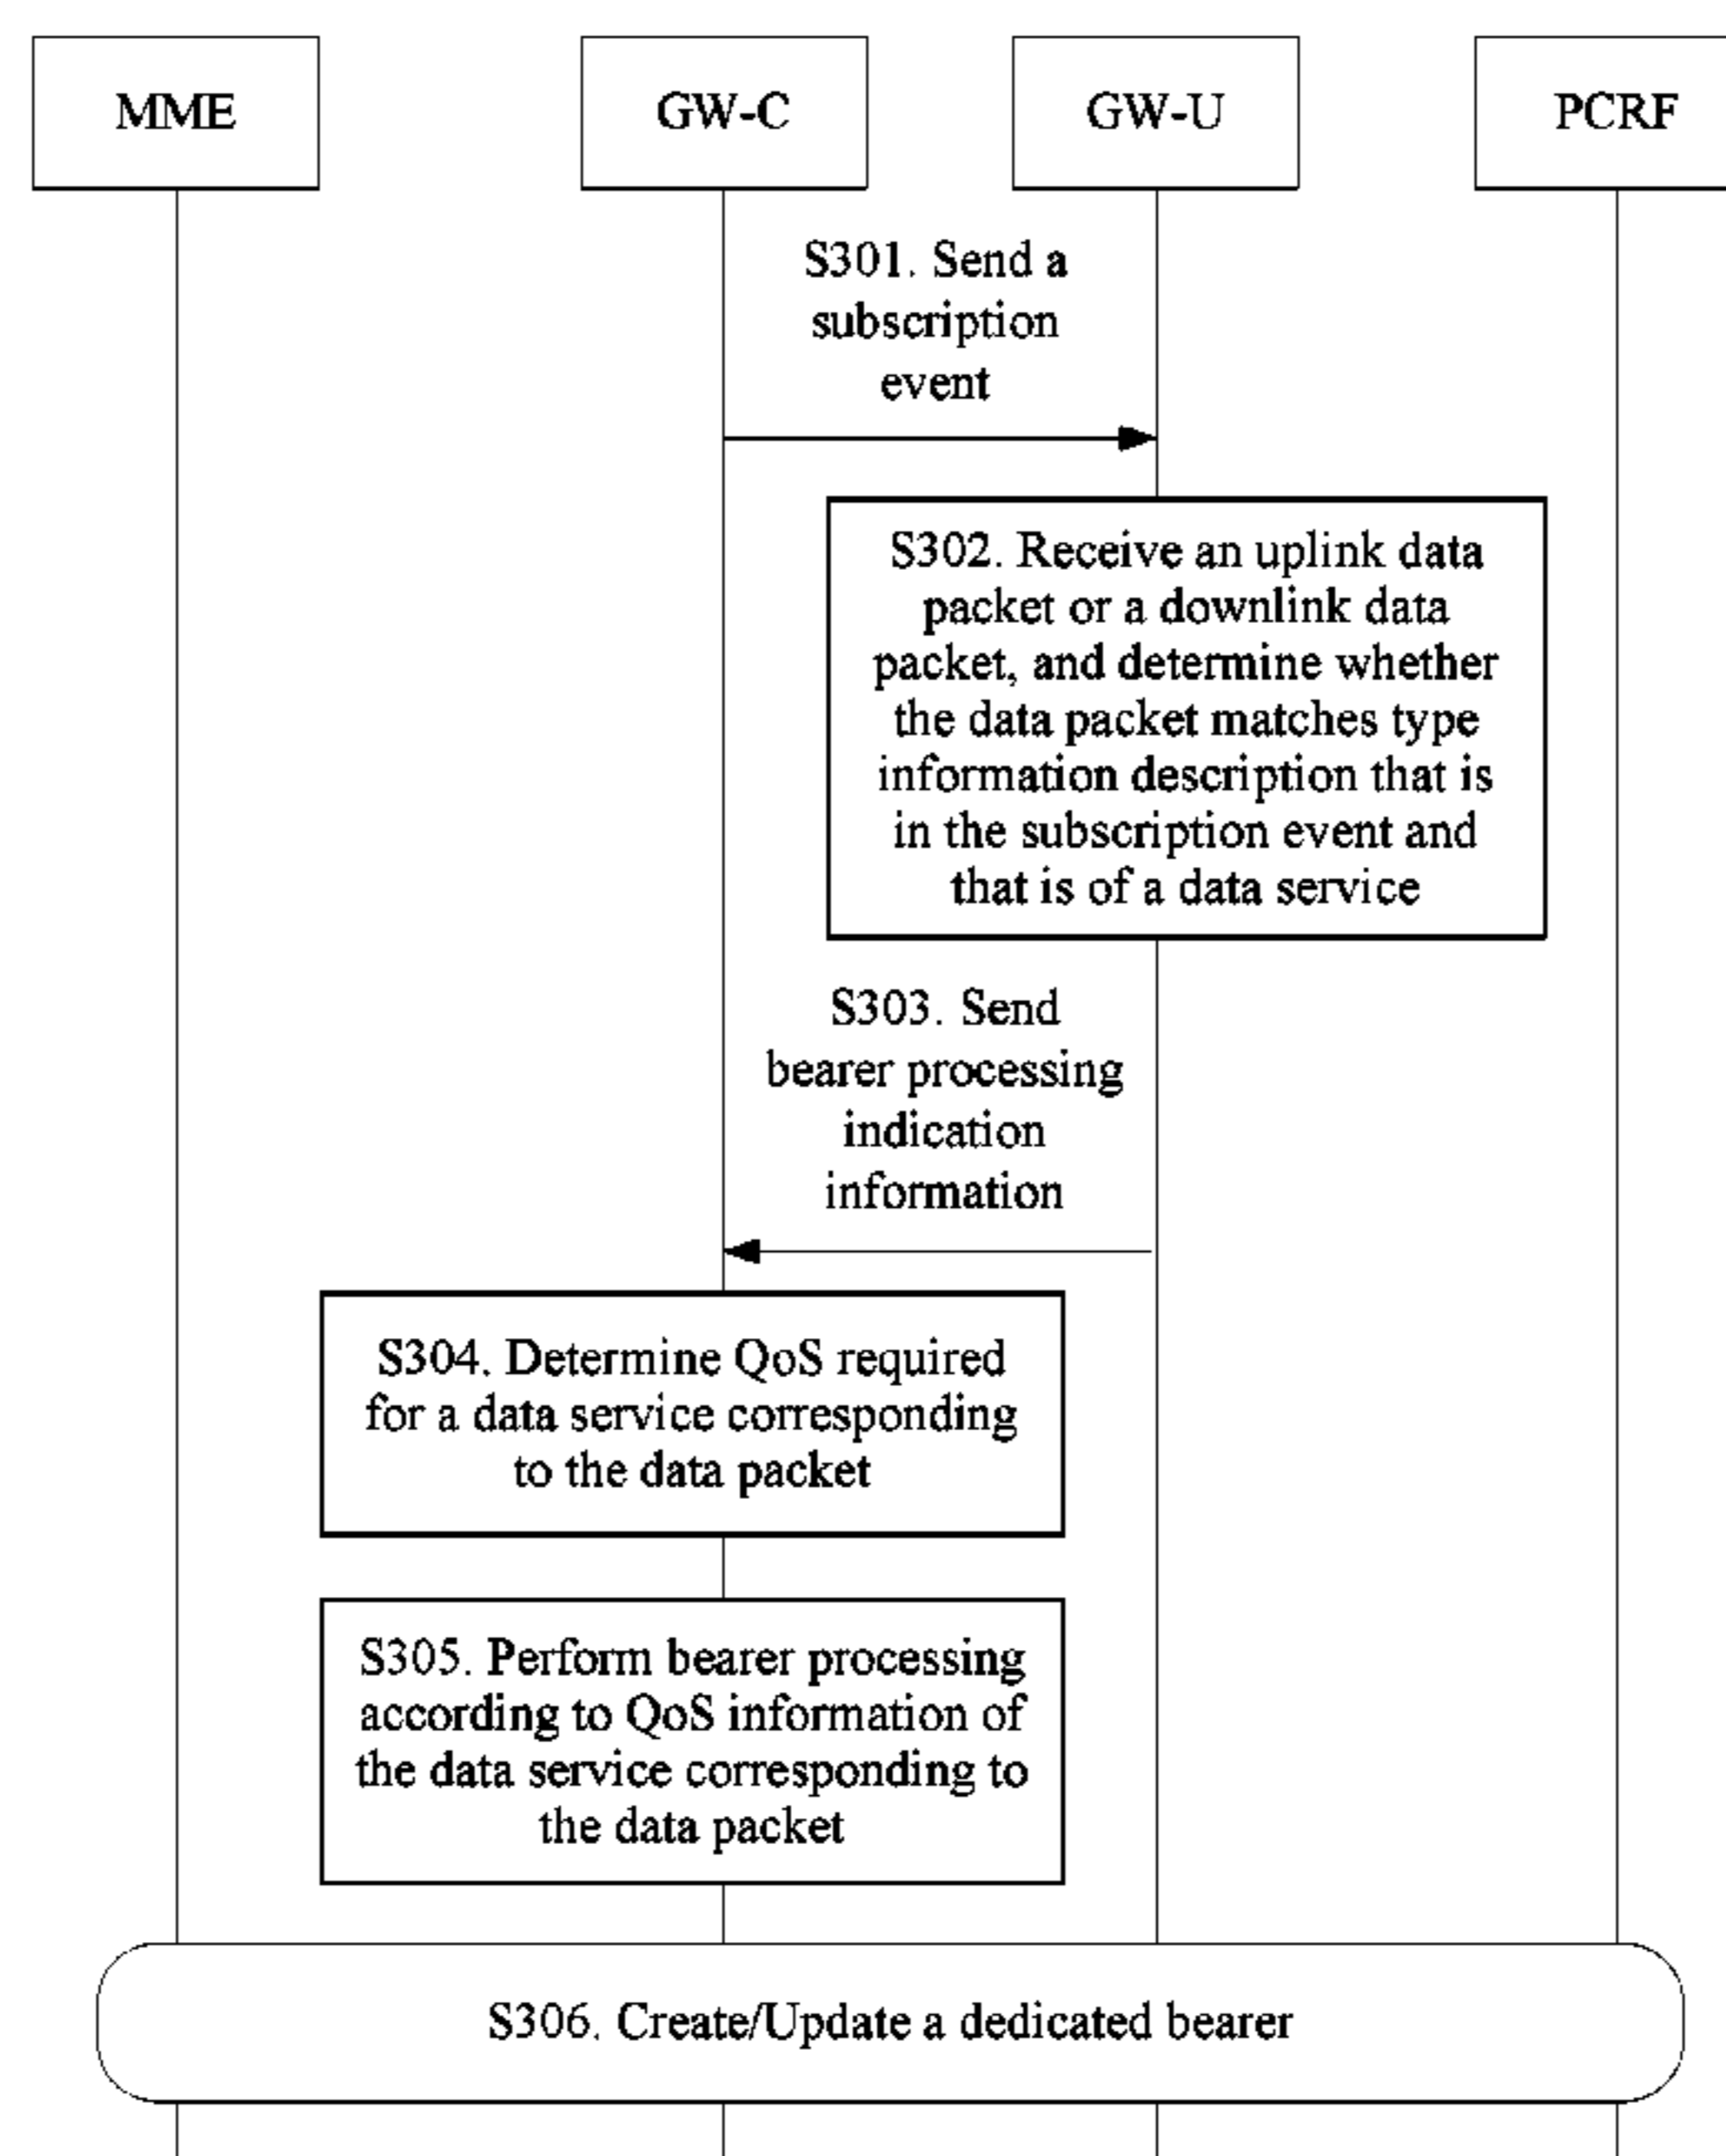 MME
GW-C
GW-U
PCRF
S301. Send a
subscription
event
S302. Receive an uplink data
packet or a downlink data
packet, and determine whether
the data packet matches type
information description that is
in the subscription event and
that is of a data service
S303. Send
bearer processing
indication
information
S304. Determine QoS required
for a data service corresponding
to the data packet
S305. Perform bearer processing
according to QoS information of
the data service corresponding to
the data packet
S306. Create/Update a dedicated bearer